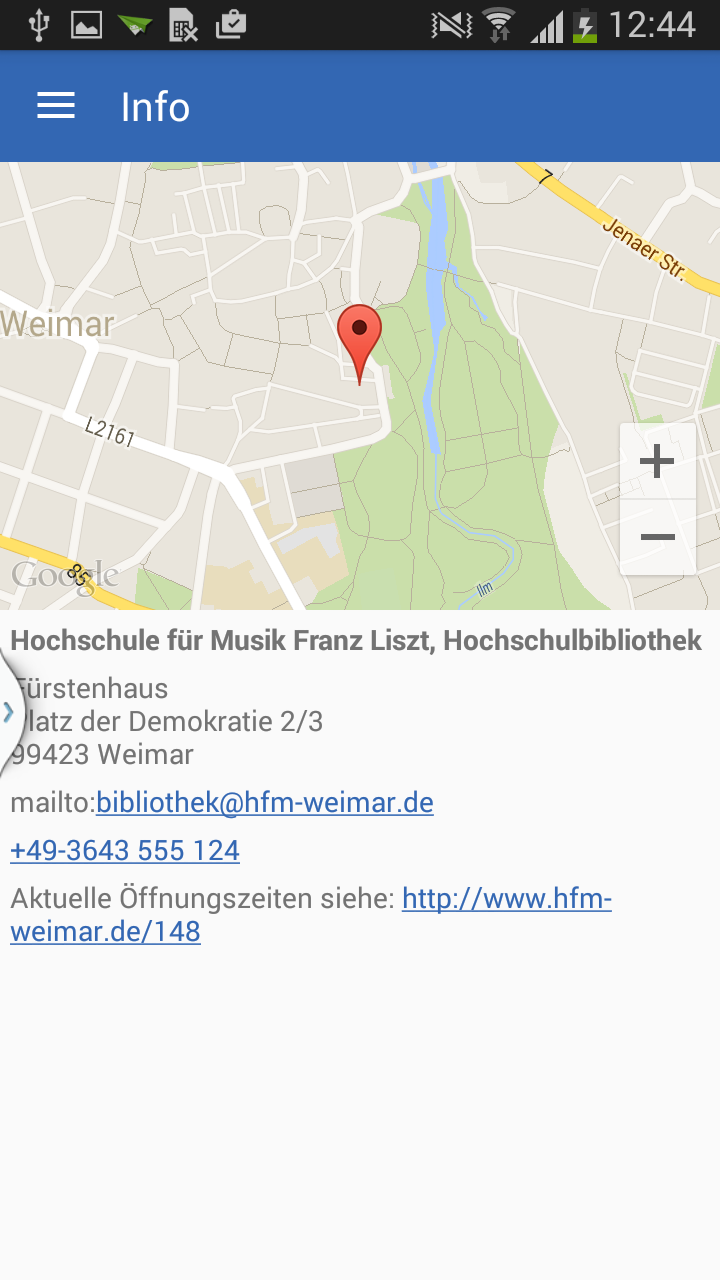 12:44
Info
7
Jenaer Str.
Weimar
L2161
85
Google
Ilm
Hochschule für Musik Franz Liszt, Hochschulbibliothek
Fürstenhaus
Platz der Demokratie 2/3
99423 Weimar
mailto:bibliothek@hfm-weimar.de
+49-3643 555 124
Aktuelle Öffnungszeiten siehe: http://www.hfm-
weimar.de/148